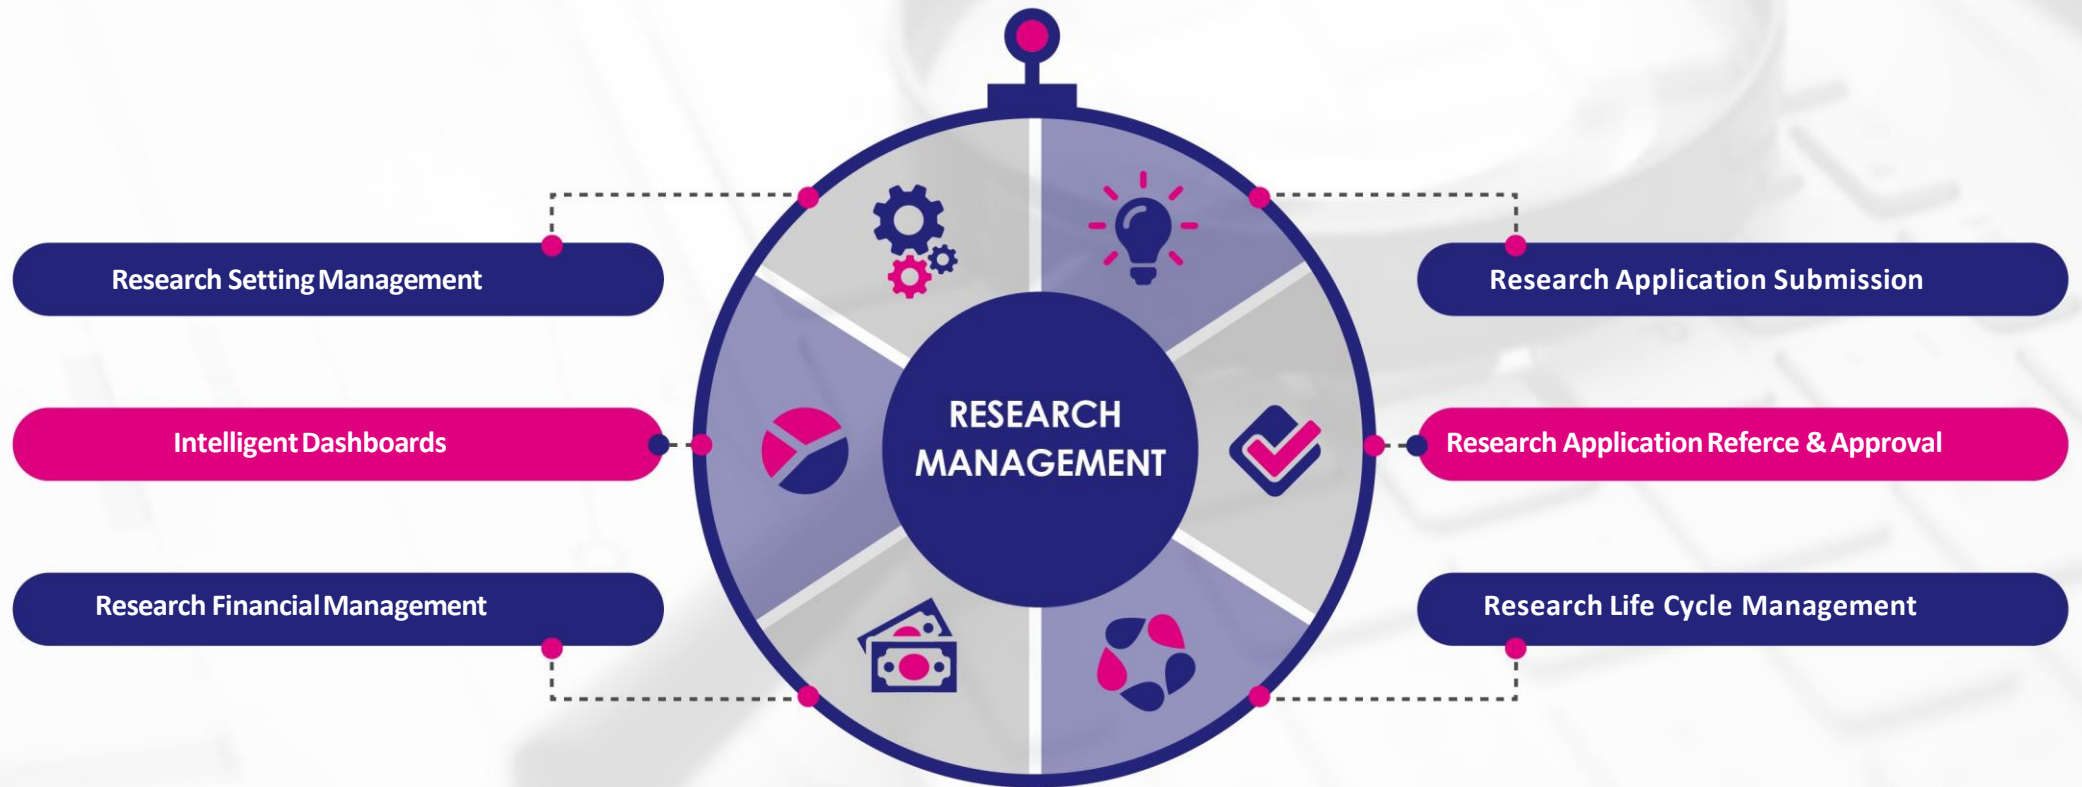 Research Setting Management
Intelligent Dashboards
Research Financial Management
RESEARCH
MANAGEMENT
Research Application Submission
Research Application Referce & Approval
Research Life Cycle Management